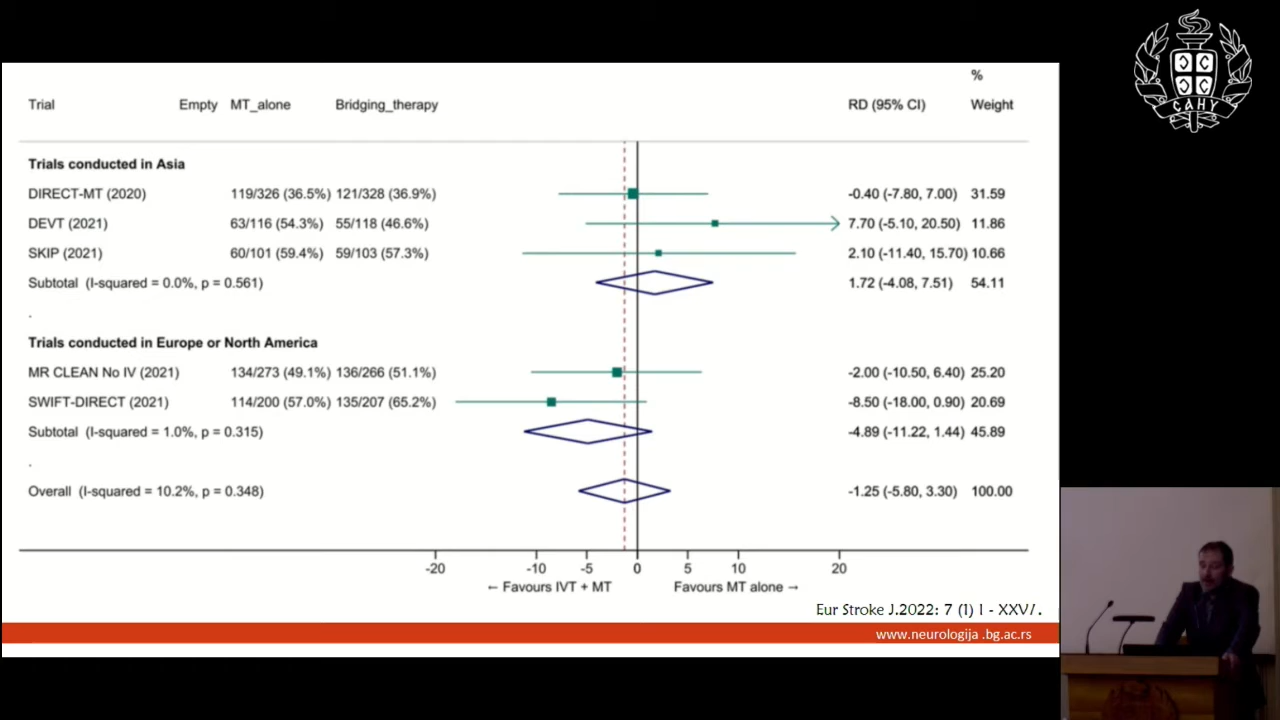 %
Trial Empty MT_alone Bridging_therapy RD (95% CI) Weight
Trials conducted in Asia
DIRECT-MT (2020) 119/326 (36.5%) 121/328 (36.9%) -0.40 (-7.80, 7.00) 31.59
DEVT (2021) 63/116 (54.3%) 55/118 (46.6%) 7.70 (-5.10, 20.50) 11.86
SKIP (2021) 60/101 (59.4%) 59/103 (57.3%) 2.10 (-11.40, 15.70) 10.66
Subtotal (I-squared = 0.0%, p = 0.561) 1.72 (-4.08, 7.51) 54.11
.
Trials conducted in Europe or North America
MR CLEAN No IV (2021) 134/273 (49.1%) 136/266 (51.1%) -2.00 (-10.50, 6.40) 25.20
SWIFT-DIRECT (2021) 114/200 (57.0%) 135/207 (65.2%) -8.50 (-18.00, 0.90) 20.69
Subtotal (I-squared = 1.0%, p = 0.315) -4.89 (-11.22, 1.44) 45.89
.
Overall (I-squared = 10.2%, p = 0.348) -1.25 (-5.80, 3.30) 100.00
-20 -10 -5 0 5 10 20
← Favours IVT + MT Favours MT alone →
Eur Stroke J.2022: 7 (1) I - XXVI.
www.neurologija .bg.ac.rs
САНУ